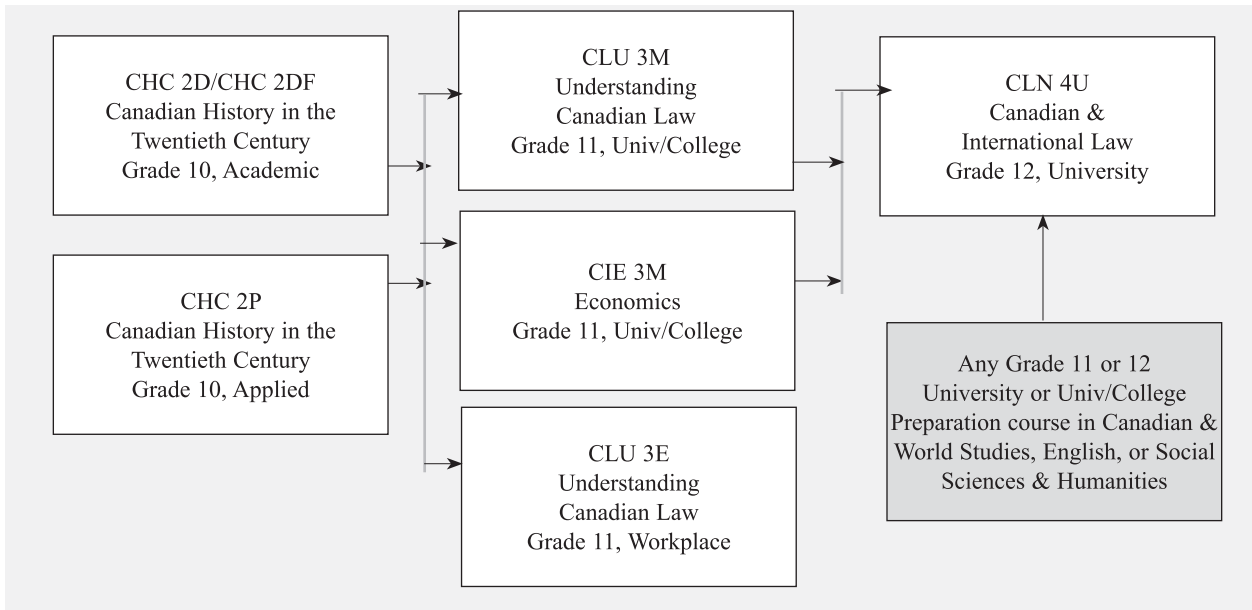 CHC 2D/CHC 2DF
Canadian History in the
Twentieth Century
Grade 10, Academic
CHC 2P
Canadian History in the
Twentieth Century
Grade 10, Applied
CLU 3M
Understanding
Canadian Law
Grade 11, Univ/College
CIE 3M
Economics
Grade 11, Univ/College
CLU 3E
Understanding
Canadian Law
Grade 11, Workplace
CLN 4U
Canadian &
International Law
Grade 12, University
Any Grade 11 or 12
University or Univ/College
Preparation course in Canadian &
World Studies, English, or Social
Sciences & Humanities